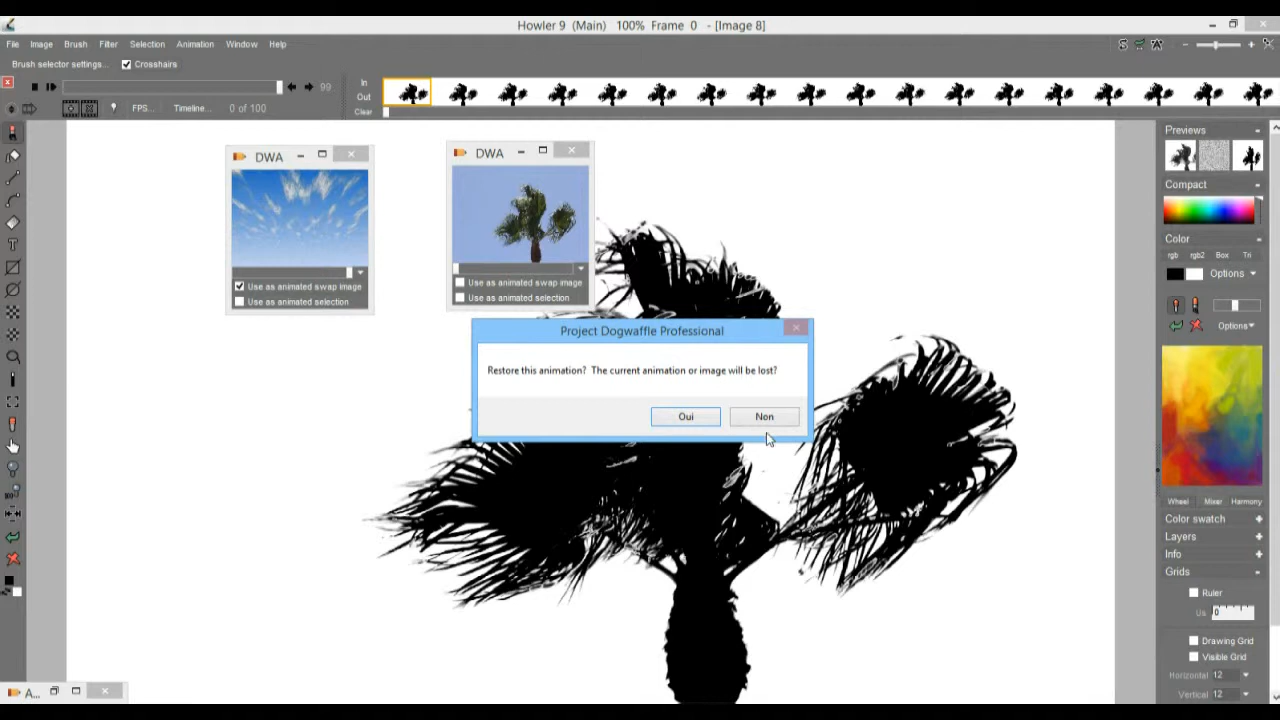 Howler 9 (Main) 100% Frame 0 - [Image 8]
File Image Brush Filter Selection Animation Window Help
Brush selector settings... Crosshairs
99
In
Out
Clear
FPS... Timeline... 0 of 100
DWA
Use as animated swap image
Use as animated selection
DWA
Use as animated swap image
Use as animated selection
Project Dogwaffle Professional
Restore this animation? The current animation or image will be lost?
Oui Non
Previews
Compact
Color
rgb rgb2 Box Tri
Options
Options
Wheel Mixer Harmony
Color swatch
Layers
Info
Grids
Ruler
0
Drawing Grid
Visible Grid
Horizontal 12
Vertical 12
A...